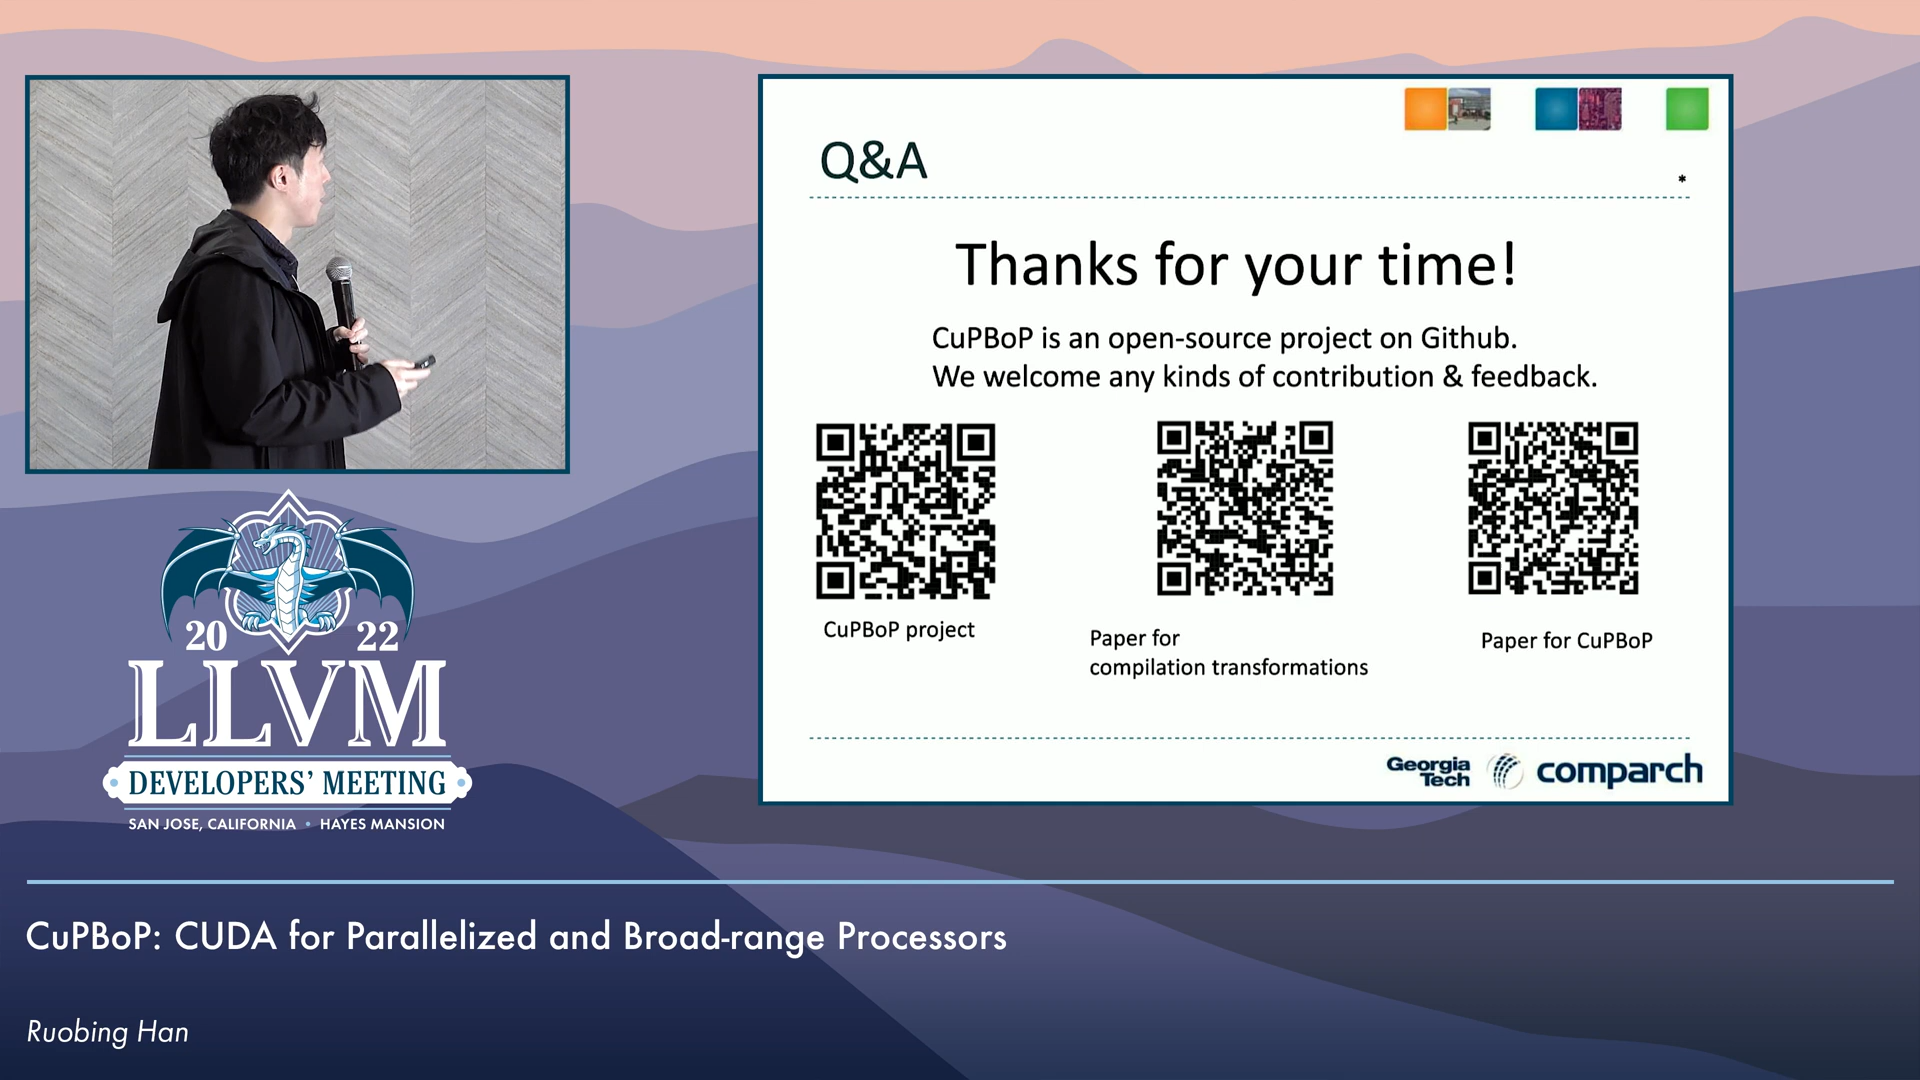 Q&A
*
Thanks for your time!
CuPBoP is an open-source project on Github.
We welcome any kinds of contribution & feedback.
CuPBoP project
Paper for
compilation transformations
Paper for CuPBoP
Georgia
Tech
comparch
20 22
LLVM
DEVELOPERS' MEETING
SAN JOSE, CALIFORNIA • HAYES MANSION
CuPBoP: CUDA for Parallelized and Broad-range Processors
Ruobing Han